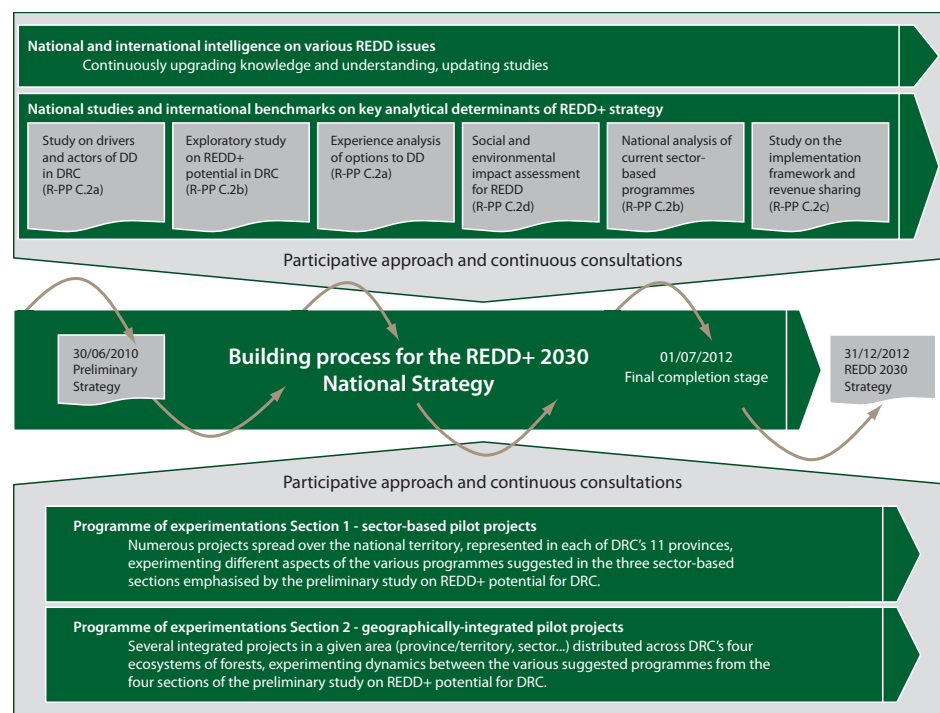 National and international intelligence on various REDD issues
Continuously upgrading knowledge and understanding, updating studies
National studies and international benchmarks on key analytical determinants of REDD+ strategy
Study on drivers
and actors of DD
in DRC
(R-PP C.2a)
Exploratory study
on REDD+
potential in DRC
(R-PP C.2b)
Experience analysis
of options to DD
(R-PP C.2a)
Social and
environmental
impact assessment
for REDD
(R-PP C.2d)
National analysis of
current sector-
based
programmes
(R-PP C.2b)
Study on the
implementation
framework and
revenue sharing
(R-PP C.2c)
Participative approach and continuous consultations
30/06/2010
Preliminary
Strategy
Building process for the REDD+ 2030
National Strategy
01/07/2012
Final completion stage
31/12/2012
REDD 2030
Strategy
Participative approach and continuous consultations
Programme of experimentations Section 1 - sector-based pilot projects
Numerous projects spread over the national territory, represented in each of DRC's 11 provinces,
experimenting different aspects of the various programmes suggested in the three sector-based
sections emphasised by the preliminary study on REDD+ potential for DRC.
Programme of experimentations Section 2 - geographically-integrated pilot projects
Several integrated projects in a given area (province/territory, sector...) distributed across DRC's four
ecosystems of forests, experimenting dynamics between the various suggested programmes from the
four sections of the preliminary study on REDD+ potential for DRC.